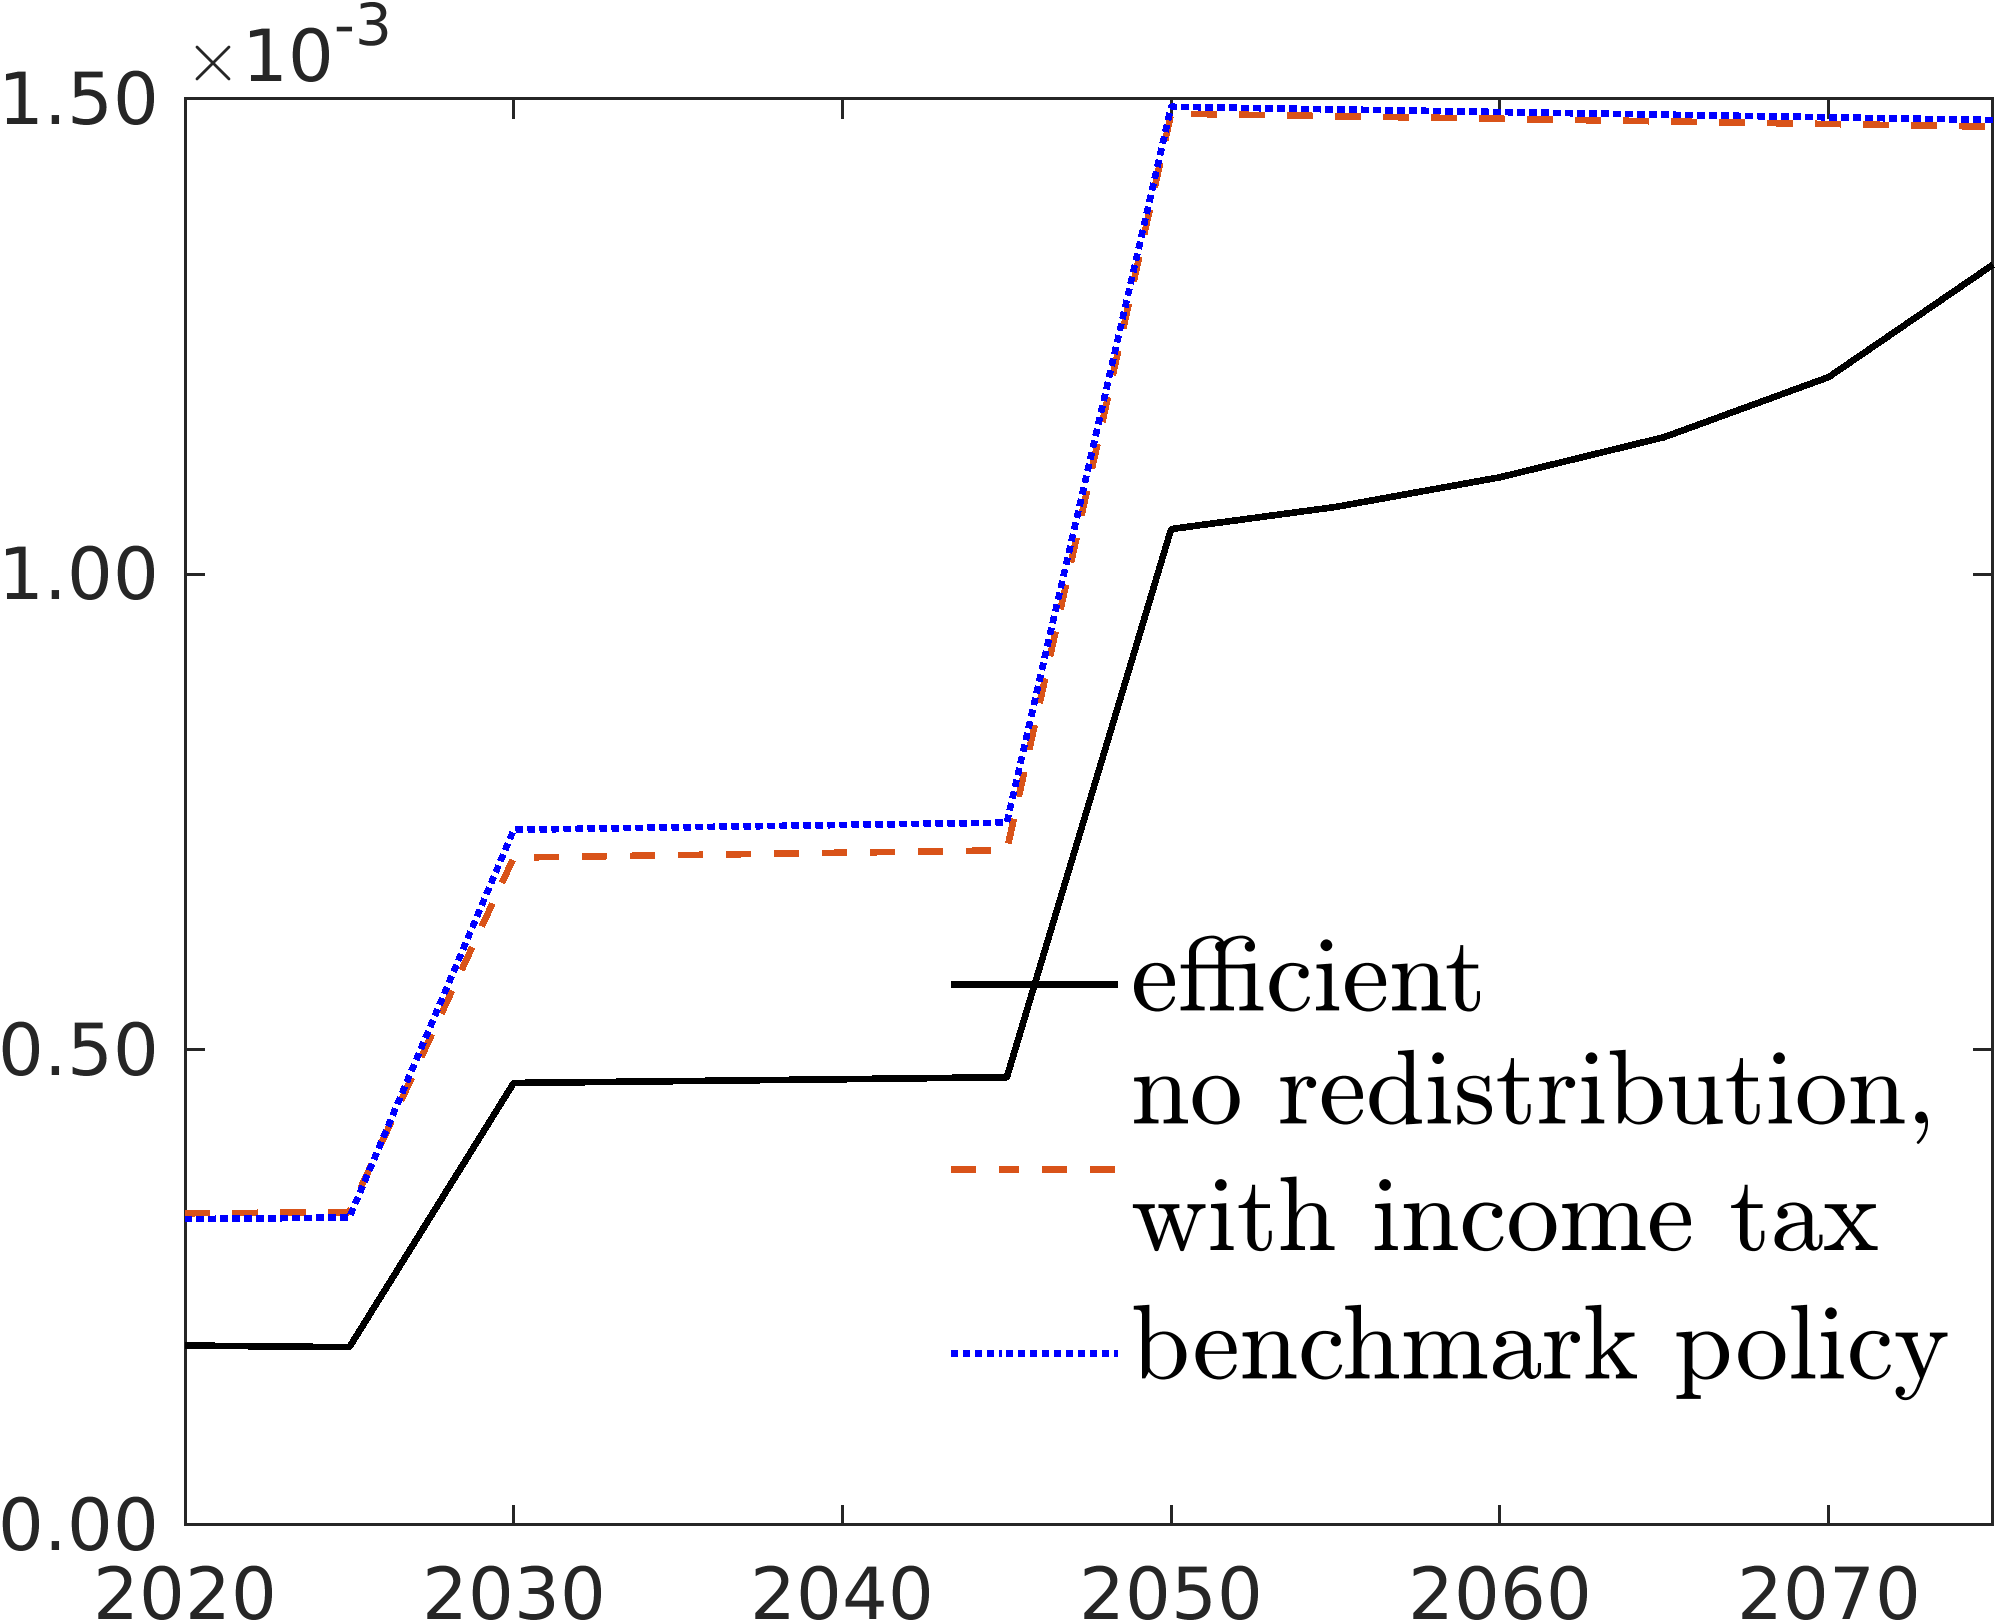 ×10-3
1.50
1.00
0.50
0.00
efficient
no redistribution,
with income tax
benchmark policy
2020 2030 2040 2050 2060 2070